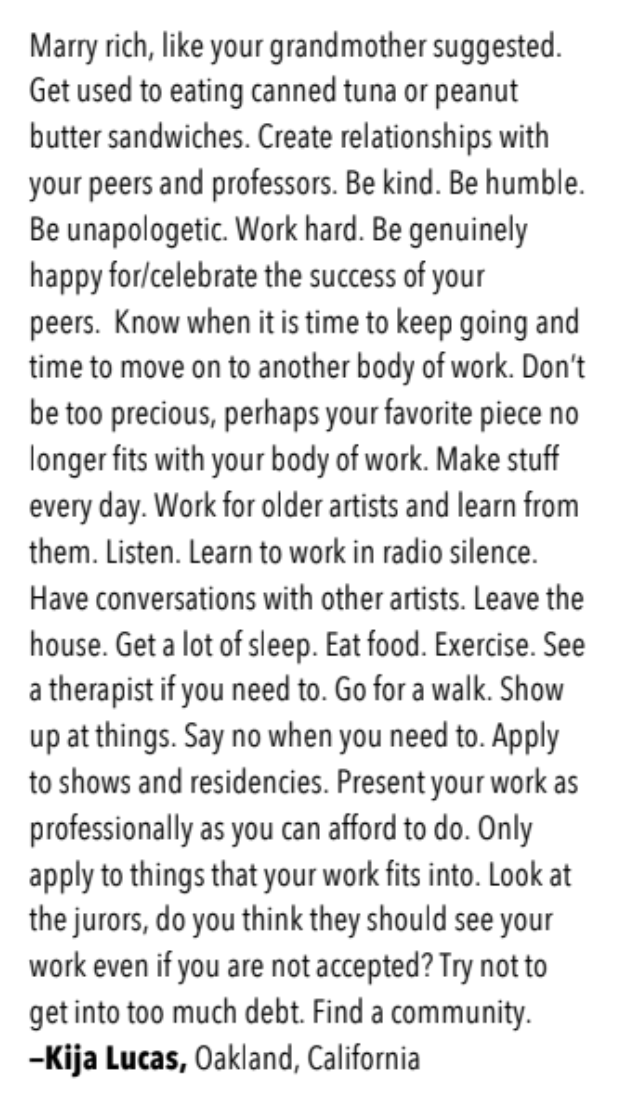 Marry rich, like your grandmother suggested.
Get used to eating canned tuna or peanut
butter sandwiches. Create relationships with
your peers and professors. Be kind. Be humble.
Be unapologetic. Work hard. Be genuinely
happy for/celebrate the success of your
peers.  Know when it is time to keep going and
time to move on to another body of work. Don’t
be too precious, perhaps your favorite piece no
longer fits with your body of work. Make stuff
every day. Work for older artists and learn from
them. Listen. Learn to work in radio silence.
Have conversations with other artists. Leave the
house. Get a lot of sleep. Eat food. Exercise. See
a therapist if you need to. Go for a walk. Show
up at things. Say no when you need to. Apply
to shows and residencies. Present your work as
professionally as you can afford to do. Only
apply to things that your work fits into. Look at
the jurors, do you think they should see your
work even if you are not accepted? Try not to
get into too much debt. Find a community.
–Kija Lucas, Oakland, California